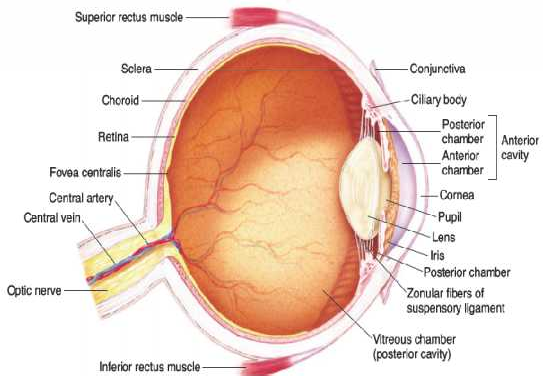 Superior rectus muscle
Sclera
Choroid
Retina
Fovea centralis
Central artery
Central vein
Optic nerve
Inferior rectus muscle
Conjunctiva
Ciliary body
Posterior
chamber
Anterior
chamber
Anterior
cavity
Cornea
Pupil
Lens
Iris
Posterior chamber
Zonular fibers of
suspensory ligament
Vitreous chamber
(posterior cavity)